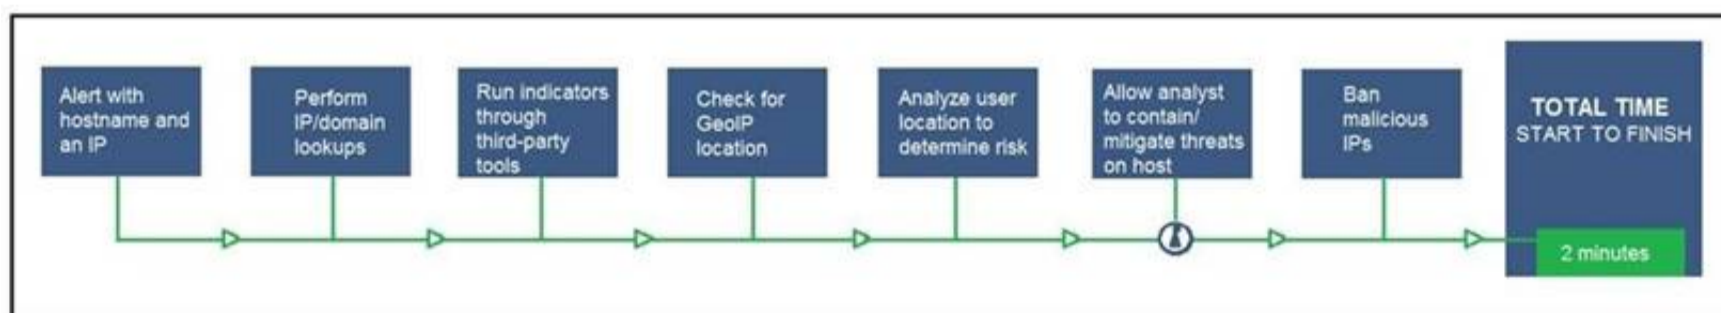 Alert with
hostname and
an IP
Perform
IP/domain
lookups
Run indicators
through
third-party
tools
Check for
GeoIP
location
Analyze user
location to
determine risk
Allow analyst
to contain/
mitigate threats
on host
Ban
malicious
IPs
TOTAL TIME
START TO FINISH
2 minutes